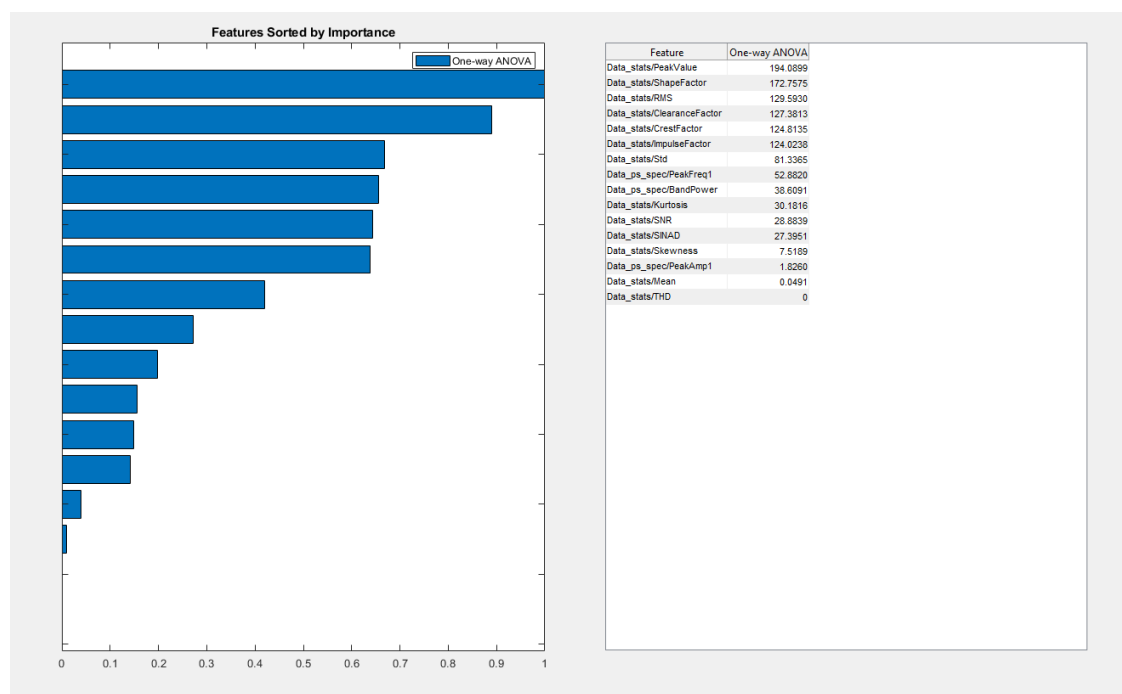 Features Sorted by Importance
One-way ANOVA
0 0.1 0.2 0.3 0.4 0.5 0.6 0.7 0.8 0.9 1
Feature One-way ANOVA
Data_stats/PeakValue 194.0899
Data_stats/ShapeFactor 172.7575
Data_stats/RMS 129.5930
Data_stats/ClearanceFactor 127.3813
Data_stats/CrestFactor 124.8135
Data_stats/ImpulseFactor 124.0238
Data_stats/Std 81.3365
Data_ps_spec/PeakFreq1 52.8820
Data_ps_spec/BandPower 38.6091
Data_stats/Kurtosis 30.1816
Data_stats/SNR 28.8839
Data_stats/SINAD 27.3951
Data_stats/Skewness 7.5189
Data_ps_spec/PeakAmp1 1.8260
Data_stats/Mean 0.0491
Data_stats/THD 0